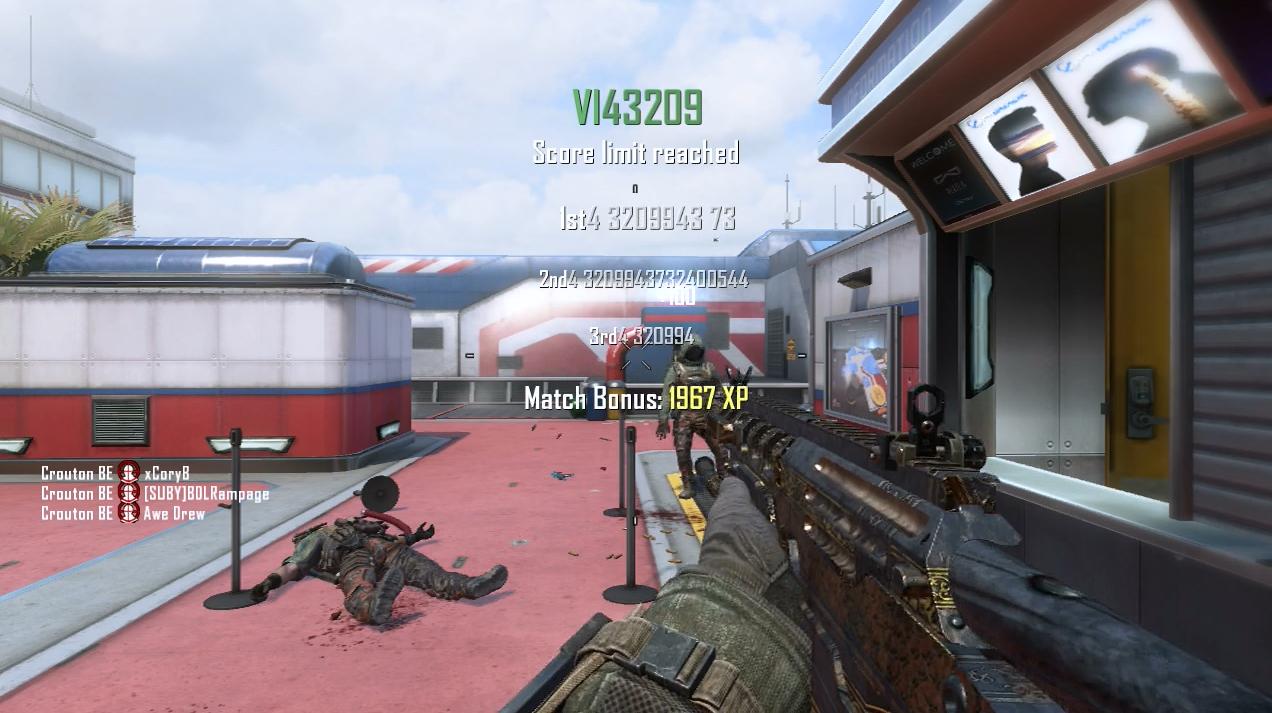 VI43209
Score limit reached
n
1st4 3209943 73
2nd4 3209943732400544
100
3rd4 320994
Match Bonus: 1967 XP
Crouton BE xCoryB
Crouton BE [SUBY]BDLRampage
Crouton BE Awe Drew
INFORMATION
WELCOME